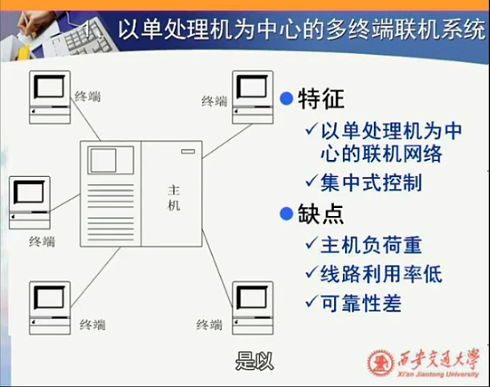 以单处理机为中心的多终端联机系统
终端
终端
特征
以单处理机为中
心的联机网络
集中式控制
主
机
终端
缺点
主机负荷重
线路利用率低
可靠性差
终端
终端
是以
西安交通大学
Xi'an Jiaotong University